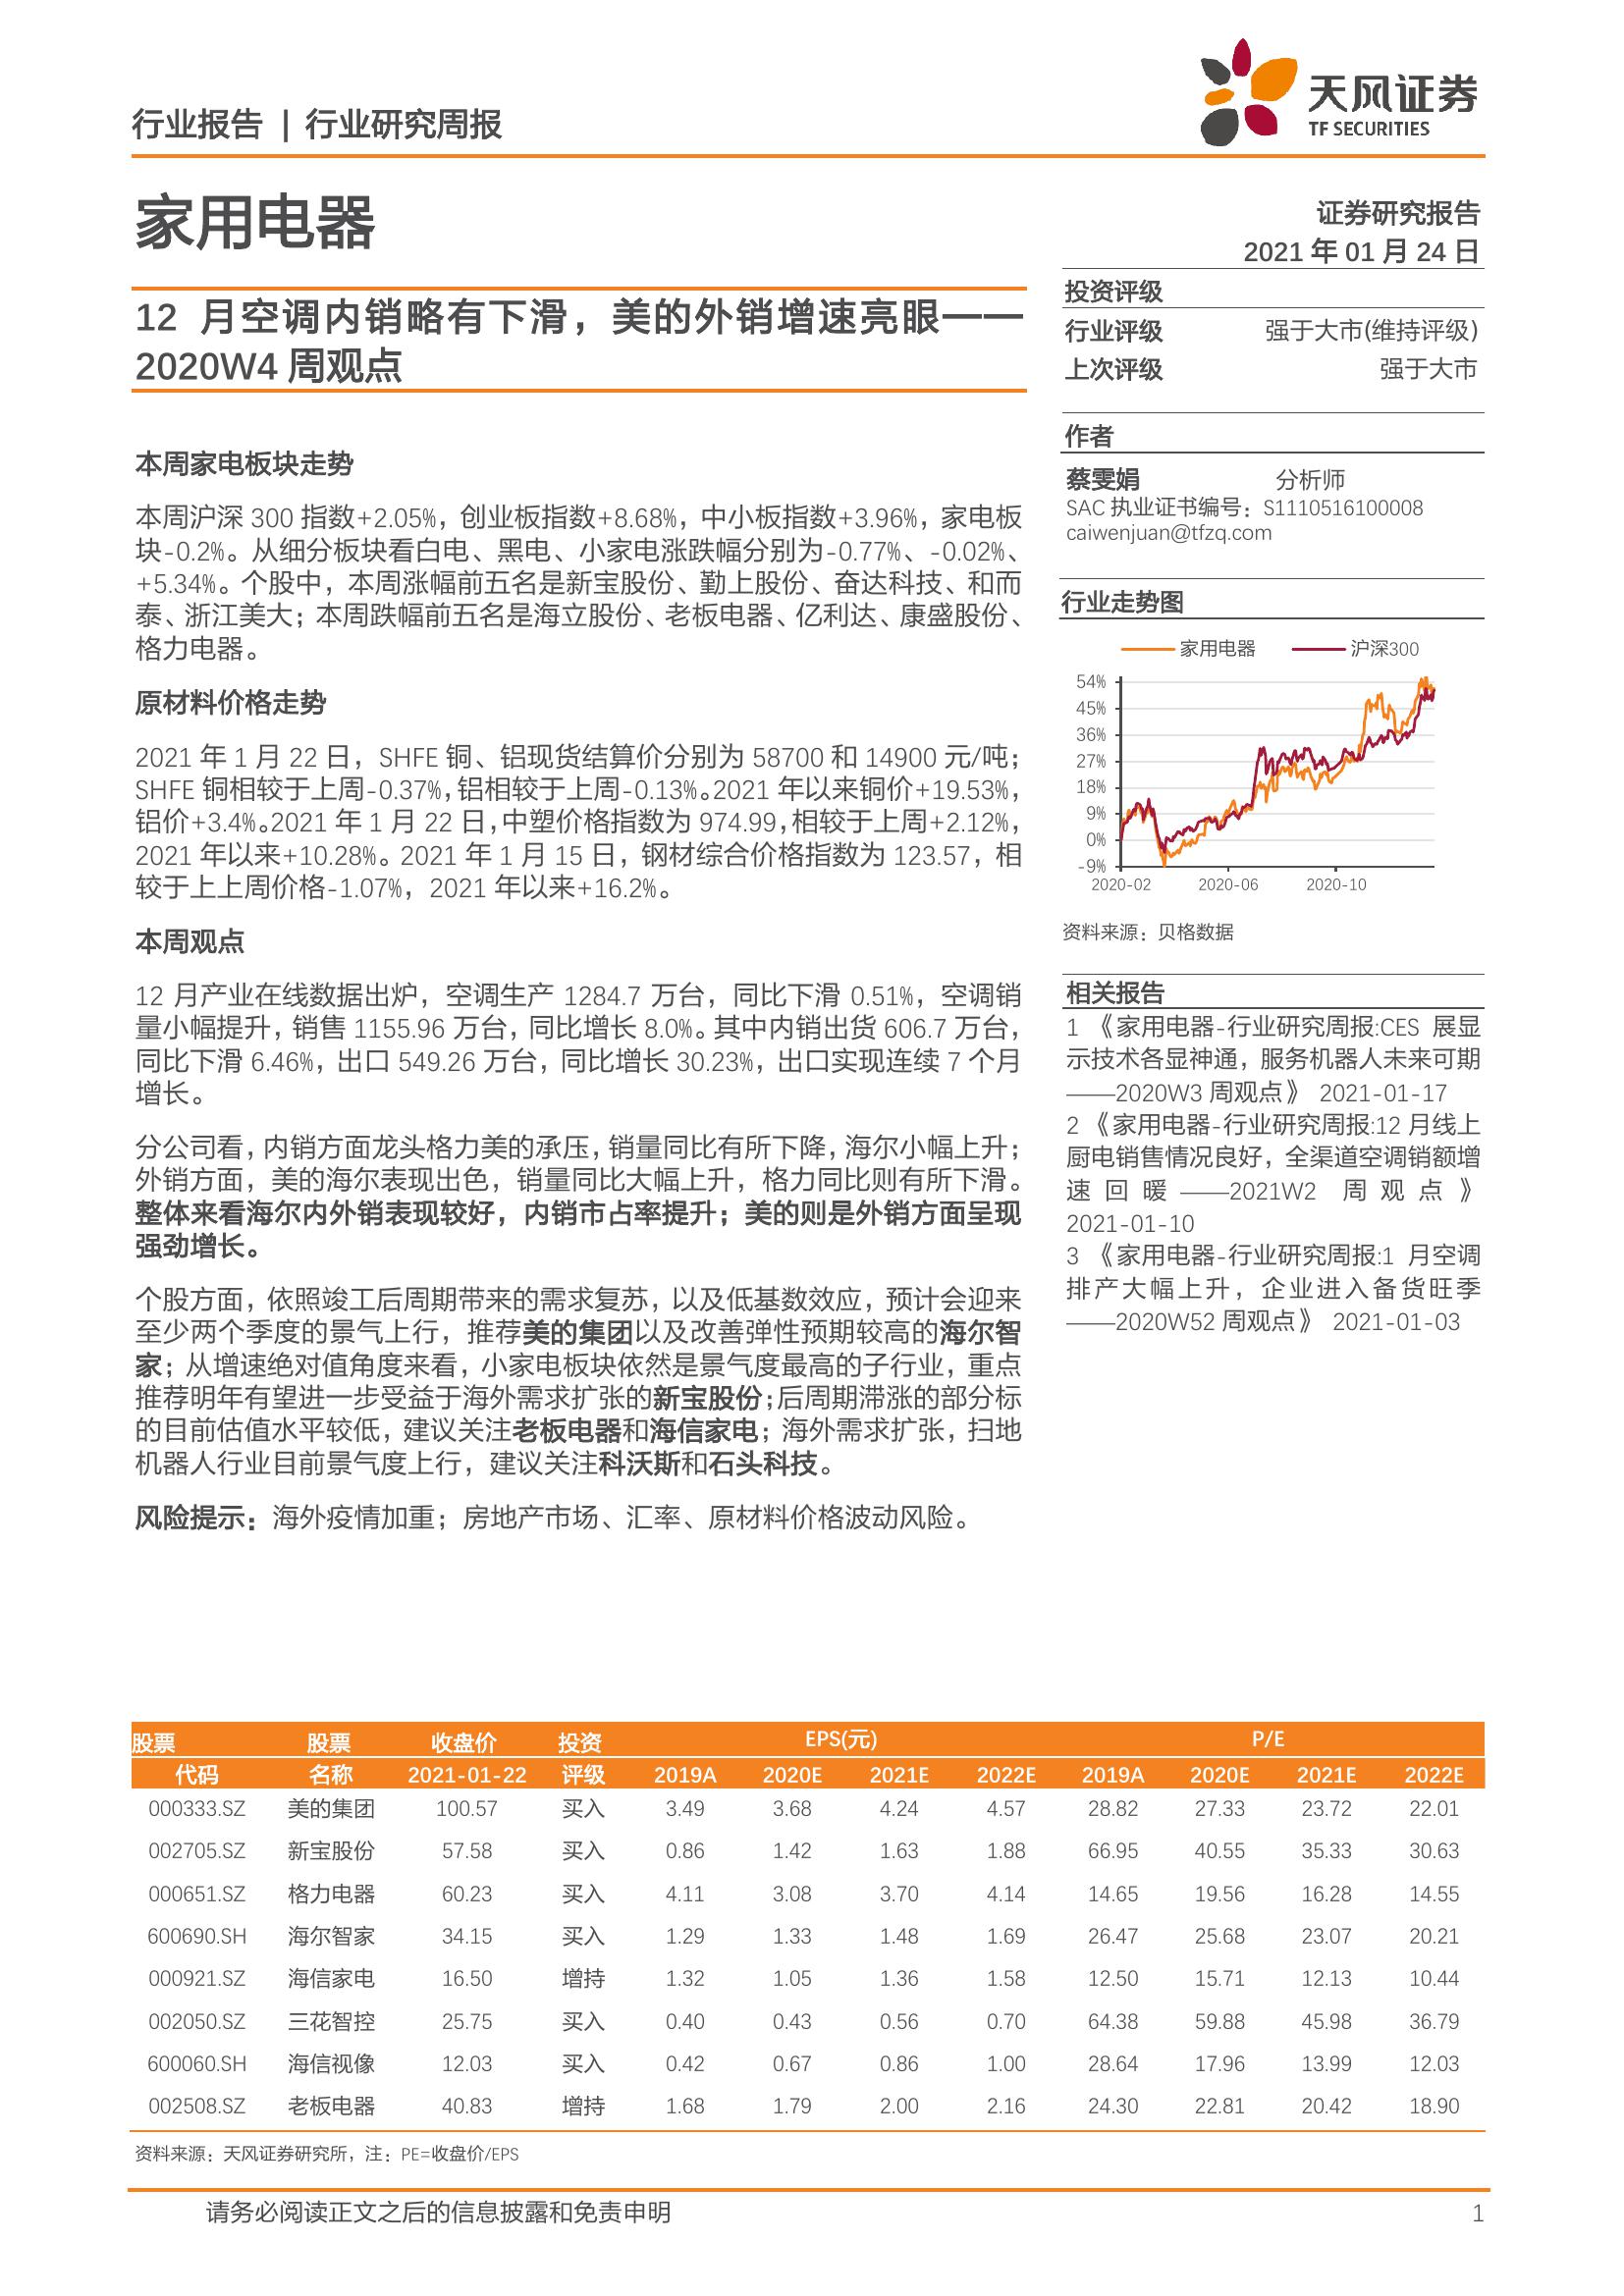 行业报告 | 行业研究周报
天风证券
TF SECURITIES
家用电器
证券研究报告
2021 年 01 月 24 日
12 月空调内销略有下滑，美的外销增速亮眼——
2020W4 周观点
本周家电板块走势
本周沪深 300 指数+2.05%，创业板指数+8.68%，中小板指数+3.96%，家电板
块-0.2%。从细分板块看白电、黑电、小家电涨跌幅分别为-0.77%、-0.02%、
+5.34%。个股中，本周涨幅前五名是新宝股份、勤上股份、奋达科技、和而
泰、浙江美大；本周跌幅前五名是海立股份、老板电器、亿利达、康盛股份、
格力电器。
原材料价格走势
2021 年 1 月 22 日，SHFE 铜、铝现货结算价分别为 58700 和 14900 元/吨；
SHFE 铜相较于上周-0.37%，铝相较于上周-0.13%。2021 年以来铜价+19.53%，
铝价+3.4%。2021 年 1 月 22 日，中塑价格指数为 974.99，相较于上周+2.12%，
2021 年以来+10.28%。2021 年 1 月 15 日，钢材综合价格指数为 123.57，相
较于上上周价格-1.07%，2021 年以来+16.2%。
本周观点
12 月产业在线数据出炉，空调生产 1284.7 万台，同比下滑 0.51%，空调销
量小幅提升，销售 1155.96 万台，同比增长 8.0%。其中内销出货 606.7 万台，
同比下滑 6.46%，出口 549.26 万台，同比增长 30.23%，出口实现连续 7 个月
增长。
分公司看，内销方面龙头格力美的承压，销量同比有所下降，海尔小幅上升；
外销方面，美的海尔表现出色，销量同比大幅上升，格力同比则有所下滑。
整体来看海尔内外销表现较好，内销市占率提升；美的则是外销方面呈现
强劲增长。
个股方面，依照竣工后周期带来的需求复苏，以及低基数效应，预计会迎来
至少两个季度的景气上行，推荐美的集团以及改善弹性预期较高的海尔智
家；从增速绝对值角度来看，小家电板块依然是景气度最高的子行业，重点
推荐明年有望进一步受益于海外需求扩张的新宝股份；后周期滞涨的部分标
的目前估值水平较低，建议关注老板电器和海信家电；海外需求扩张，扫地
机器人行业目前景气度上行，建议关注科沃斯和石头科技。
风险提示：海外疫情加重；房地产市场、汇率、原材料价格波动风险。
投资评级
行业评级 强于大市(维持评级)
上次评级 强于大市
作者
蔡雯娟 分析师
SAC 执业证书编号：S1110516100008
caiwenjuan@tfzq.com
行业走势图
家用电器 沪深300
54%
45%
36%
27%
18%
9%
0%
-9%
2020-02 2020-06 2020-10
资料来源：贝格数据
相关报告
1 《家用电器-行业研究周报:CES 展显
示技术各显神通，服务机器人未来可期
——2020W3 周观点》 2021-01-17
2 《家用电器-行业研究周报:12 月线上
厨电销售情况良好，全渠道空调销额增
速回暖——2021W2 周观点》
2021-01-10
3 《家用电器-行业研究周报:1 月空调
排产大幅上升，企业进入备货旺季
——2020W52 周观点》 2021-01-03
股票 股票 收盘价 投资 EPS(元) P/E
代码 名称 2021-01-22 评级 2019A 2020E 2021E 2022E 2019A 2020E 2021E 2022E
000333.SZ 美的集团 100.57 买入 3.49 3.68 4.24 4.57 28.82 27.33 23.72 22.01
002705.SZ 新宝股份 57.58 买入 0.86 1.42 1.63 1.88 66.95 40.55 35.33 30.63
000651.SZ 格力电器 60.23 买入 4.11 3.08 3.70 4.14 14.65 19.56 16.28 14.55
600690.SH 海尔智家 34.15 买入 1.29 1.33 1.48 1.69 26.47 25.68 23.07 20.21
000921.SZ 海信家电 16.50 增持 1.32 1.05 1.36 1.58 12.50 15.71 12.13 10.44
002050.SZ 三花智控 25.75 买入 0.40 0.43 0.56 0.70 64.38 59.88 45.98 36.79
600060.SH 海信视像 12.03 买入 0.42 0.67 0.86 1.00 28.64 17.96 13.99 12.03
002508.SZ 老板电器 40.83 增持 1.68 1.79 2.00 2.16 24.30 22.81 20.42 18.90
资料来源：天风证券研究所，注：PE=收盘价/EPS
请务必阅读正文之后的信息披露和免责申明 1